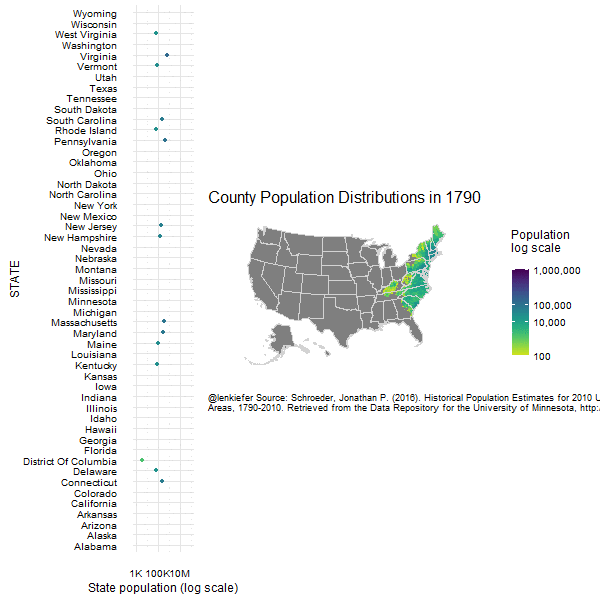 STATE
Wyoming
Wisconsin
West Virginia
Washington
Virginia
Vermont
Utah
Texas
Tennessee
South Dakota
South Carolina
Rhode Island
Pennsylvania
Oregon
Oklahoma
Ohio
North Dakota
North Carolina
New York
New Mexico
New Jersey
New Hampshire
Nevada
Nebraska
Montana
Missouri
Mississippi
Minnesota
Michigan
Massachusetts
Maryland
Maine
Louisiana
Kentucky
Kansas
Iowa
Indiana
Illinois
Idaho
Hawaii
Georgia
Florida
District Of Columbia
Delaware
Connecticut
Colorado
California
Arkansas
Arizona
Alaska
Alabama
1K 100K10M
State population (log scale)
County Population Distributions in 1790
Population
log scale
1,000,000
100,000
10,000
100
@lenkiefer Source: Schroeder, Jonathan P. (2016). Historical Population Estimates for 2010 U
Areas, 1790-2010. Retrieved from the Data Repository for the University of Minnesota, http:/